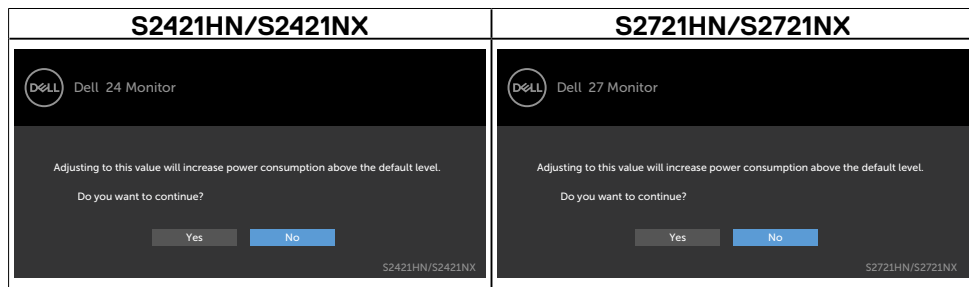 S2421HN/S2421NX
S2721HN/S2721NX
DELL Dell 24 Monitor
Adjusting to this value will increase power consumption above the default level.
Do you want to continue?
Yes No
S2421HN/S2421NX
DELL Dell 27 Monitor
Adjusting to this value will increase power consumption above the default level.
Do you want to continue?
Yes No
S2721HN/S2721NX